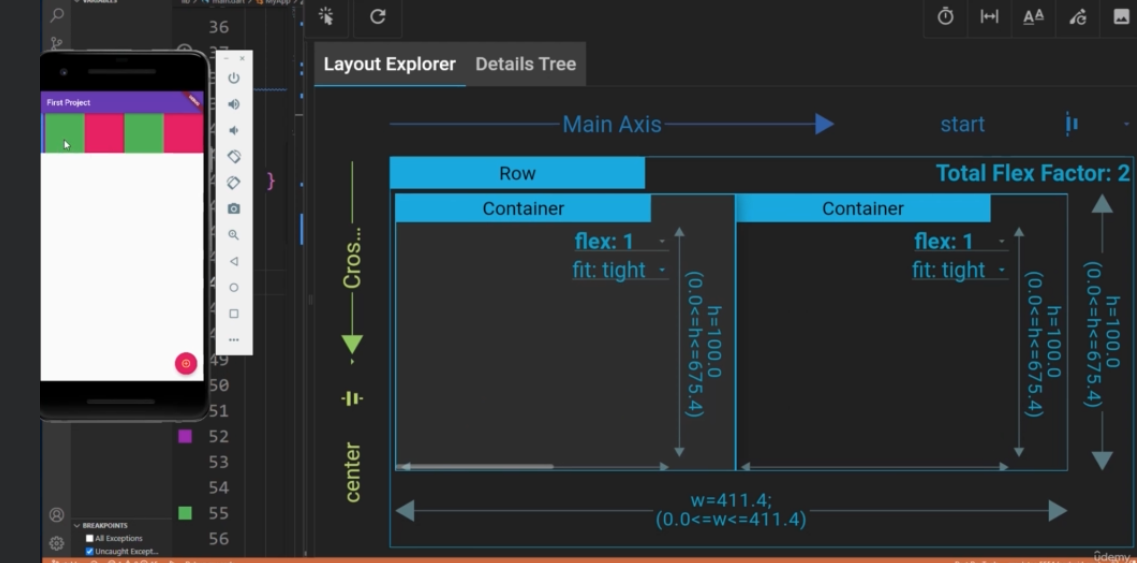 VARIABLES
36
37
First Project
}
49
50
51
52
53
54
55
56
BREAKPOINTS
All Exceptions
Uncaught Except...
Layout Explorer
Details Tree
Main Axis
start
Row
Total Flex Factor: 2
Container
Container
flex: 1
fit: tight
flex: 1
fit: tight
h=100.0
(0.0<=h<=675.4)
h=100.0
(0.0<=h<=675.4)
h=100.0
(0.0<=h<=675.4)
Cros...
center
w=411.4;
(0.0<=w<=411.4)
ûdemy